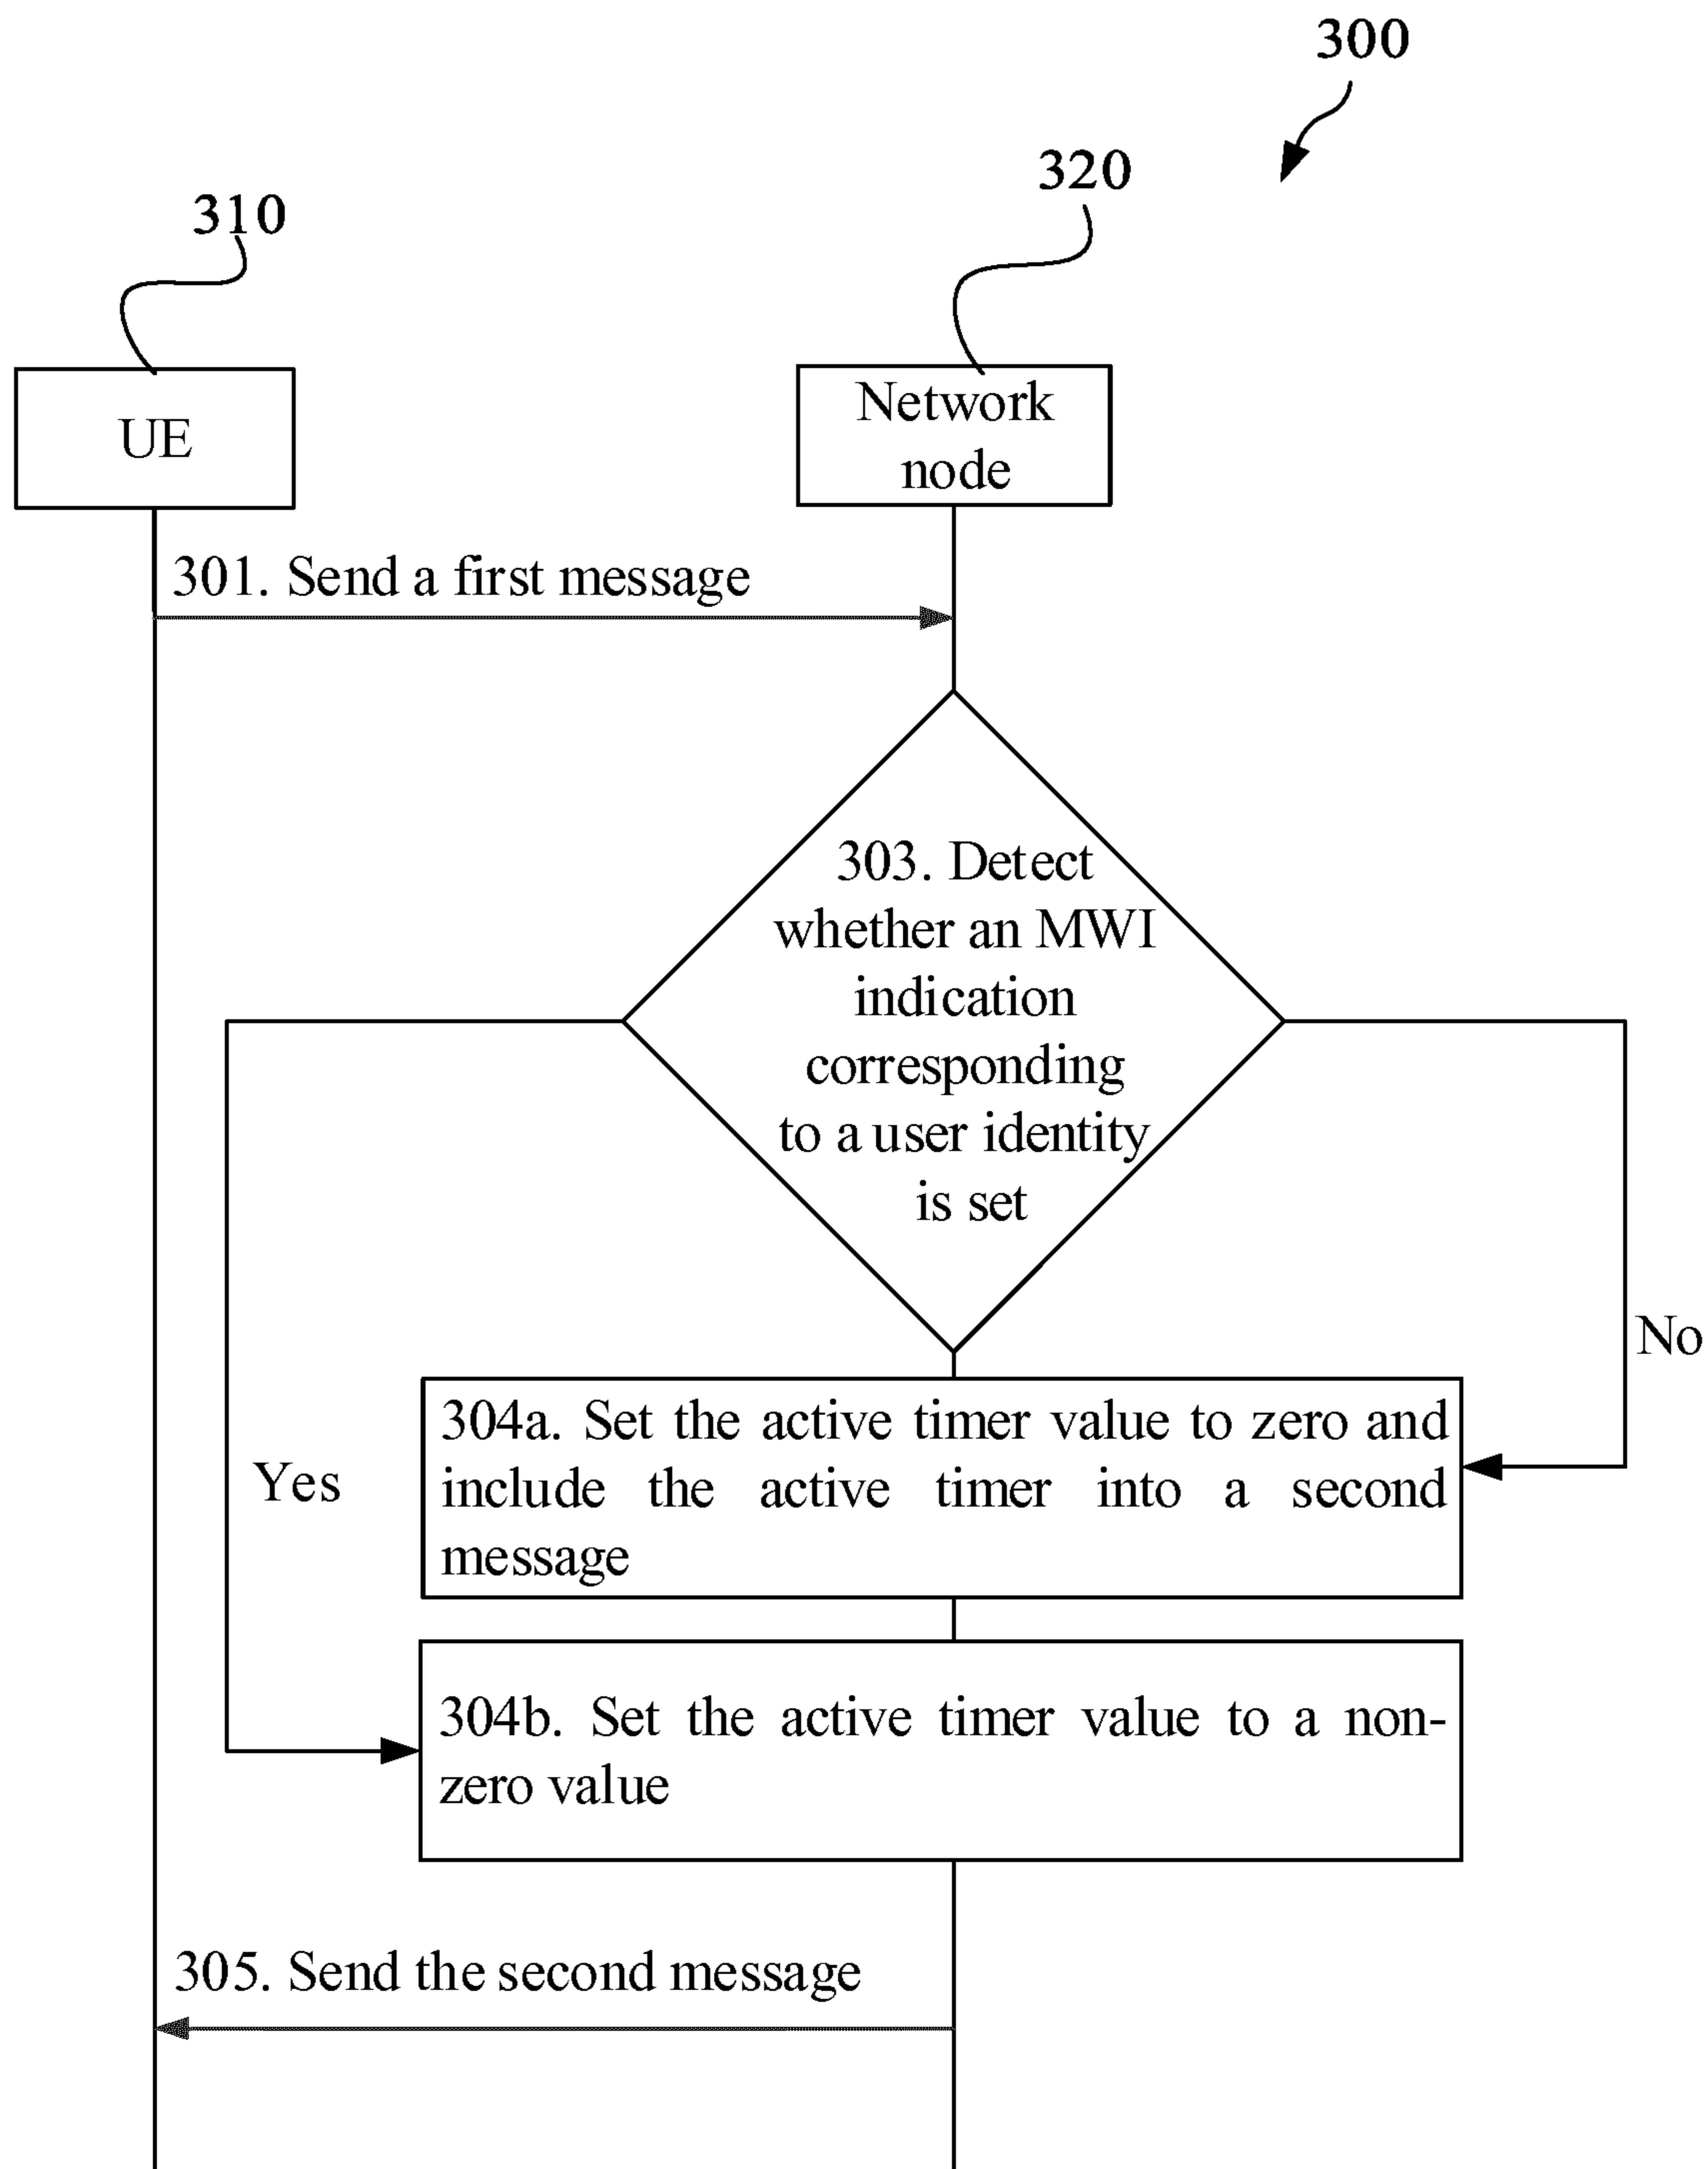 300
320
310
UE
Network
node
301. Send a first message
303. Detect
whether an MWI
indication
corresponding
to a user identity
is set
No
304a. Set the active timer value to zero and
include the active timer into a second
message
Yes
304b. Set the active timer value to a non-
zero value
305. Send the second message